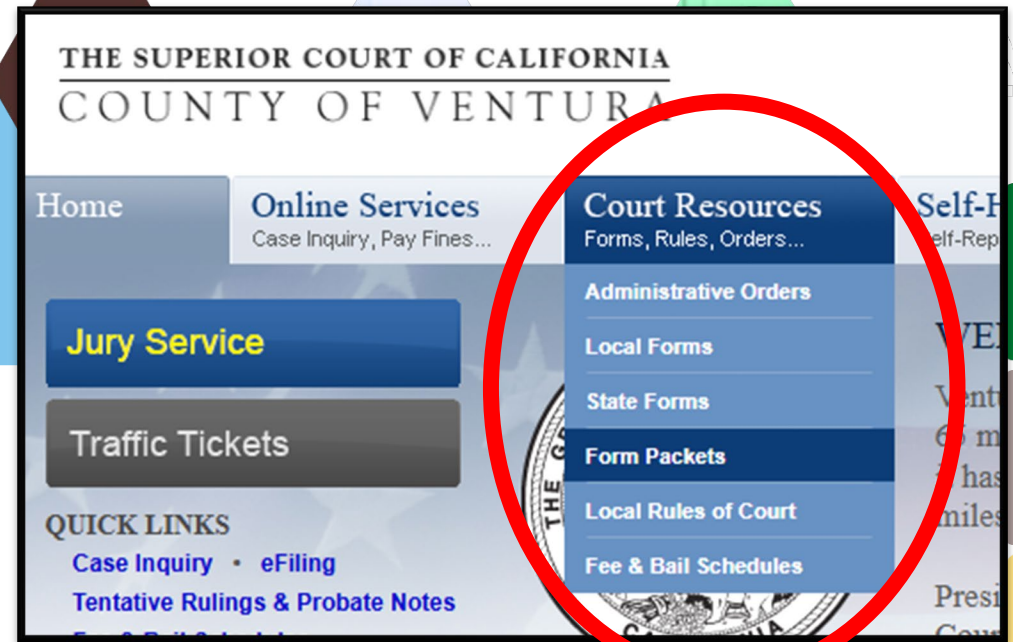 THE SUPERIOR COURT OF CALIFORNIA
COUNTY OF VENTURA
Home
Online Services
Case Inquiry, Pay Fines...
Court Resources
Forms, Rules, Orders...
Administrative Orders
Local Forms
State Forms
Form Packets
Local Rules of Court
Fee & Bail Schedules
Jury Service
Traffic Tickets
QUICK LINKS
Case Inquiry • eFiling
Tentative Rulings & Probate Notes
THE